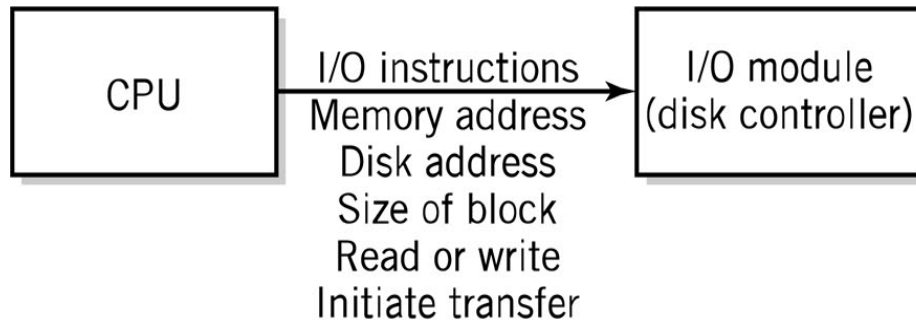 CPU
I/O instructions
Memory address
Disk address
Size of block
Read or write
Initiate transfer
I/O module
(disk controller)